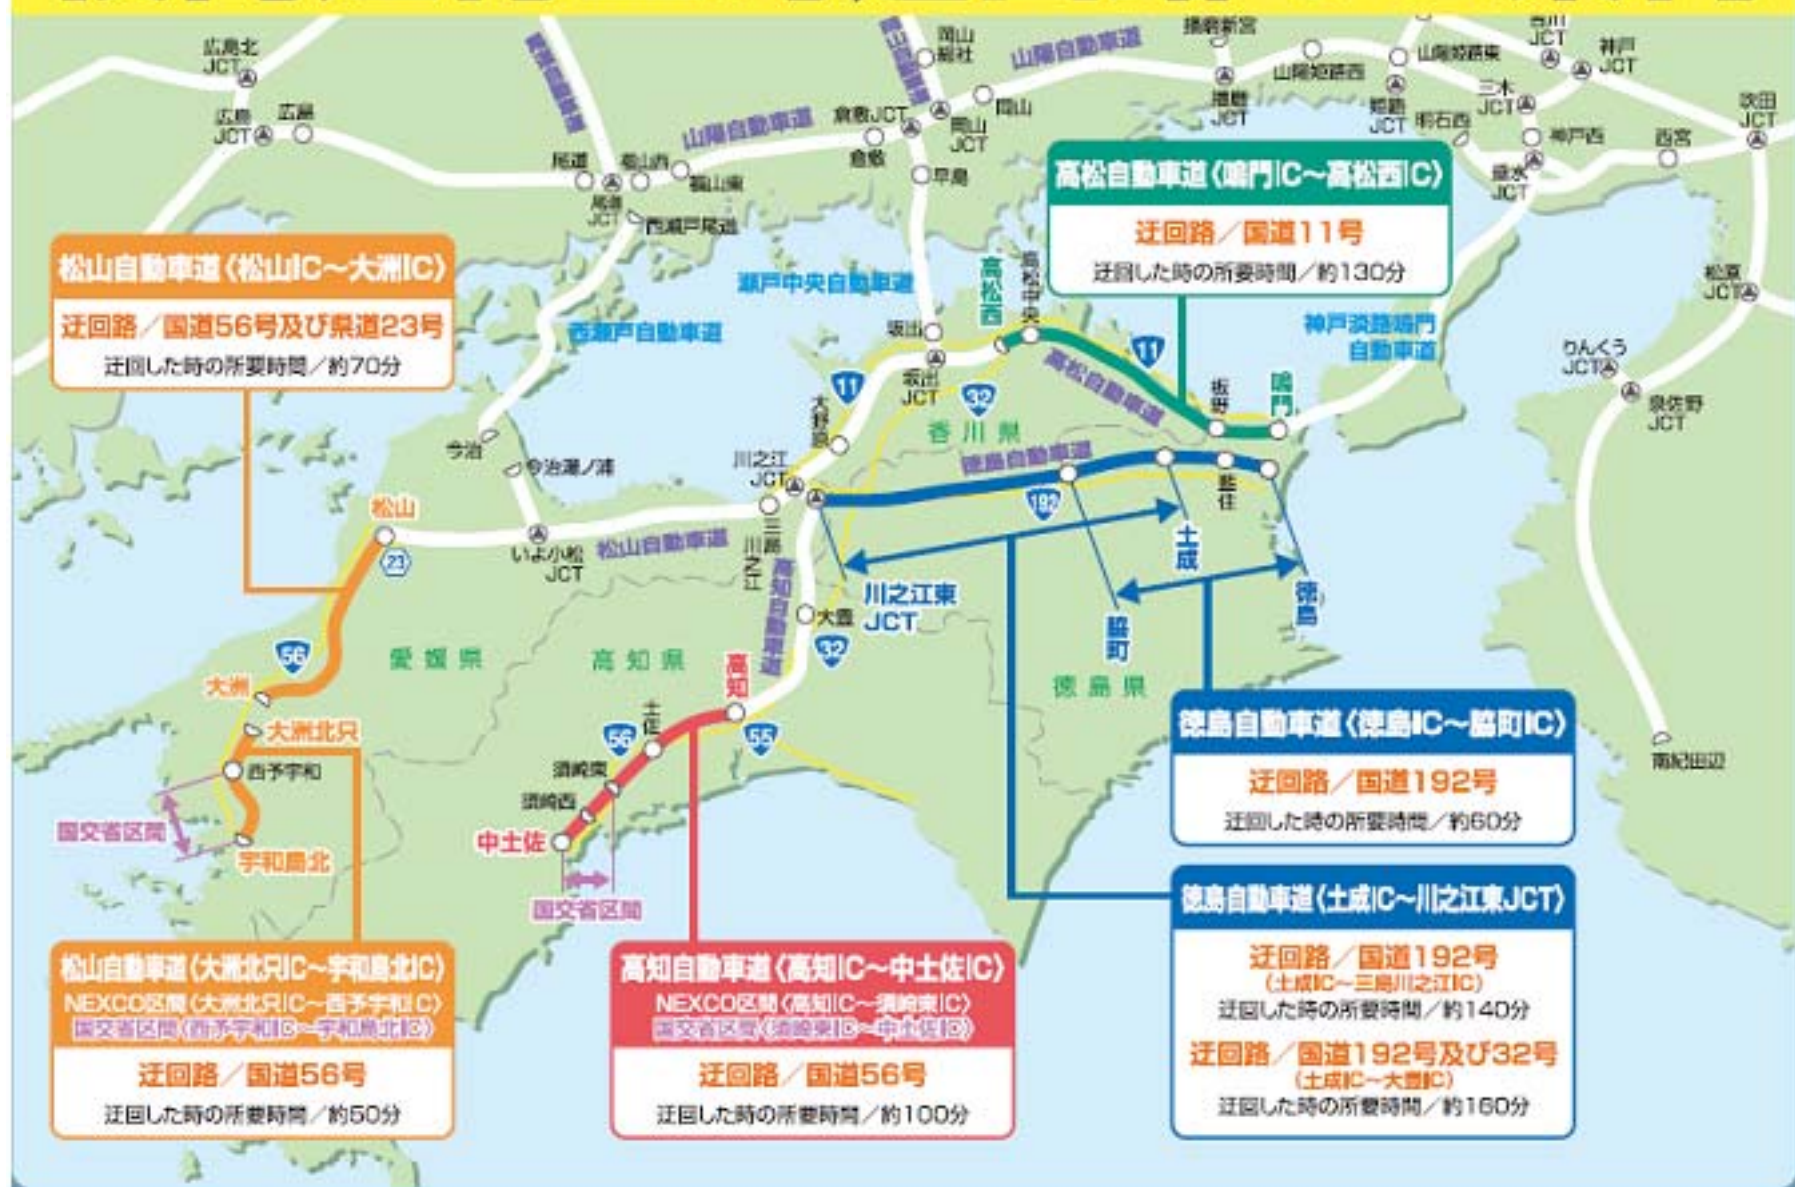 広島北
JCT
広島
JCT
広島
尾道
尾道
JCT
福山西
福山東
西瀬戸尾道
山陽自動車道
倉敷JCT
倉敷
早島
岡山
総社
岡山
JCT
岡山
山陽自動車道
播磨新宮
播磨
JCT
山陽姫路西
山陽姫路東
姫路
JCT
明石西
三木
JCT
JCT
神戸
JCT
神戸西
垂水
JCT
西宮
吹田
JCT
松原
JCT
りんくう
JCT
泉佐野
JCT
南紀田辺
高松自動車道〈鳴門IC～高松西IC〉
迂回路／国道11号
迂回した時の所要時間／約130分
松山自動車道〈松山IC～大洲IC〉
迂回路／国道56号及び県道23号
迂回した時の所要時間／約70分
瀬戸中央自動車道
西瀬戸自動車道
神戸淡路鳴門
自動車道
坂出
坂出
JCT
高松西
高松中央
高松自動車道
11
板野
鳴門
11
32
香川県
大野原
川之江
JCT
徳島自動車道
192
藍住
土成
脇町
徳島
川之江東
JCT
今治
今治湯ノ浦
松山
23
いよ小松
JCT
松山自動車道
三島
川之江
高知自動車道
大豊
32
愛媛県
高知県
徳島県
56
大洲
大洲北只
西予宇和
国交省区間
宇和島北
高知
55
土佐
56
須崎東
須崎西
中土佐
国交省区間
徳島自動車道〈徳島IC～脇町IC〉
迂回路／国道192号
迂回した時の所要時間／約60分
徳島自動車道〈土成IC～川之江東JCT〉
迂回路／国道192号
（土成IC～三島川之江IC）
迂回した時の所要時間／約140分
迂回路／国道192号及び32号
（土成IC～大豊IC）
迂回した時の所要時間／約160分
松山自動車道〈大洲北只IC～宇和島北IC〉
NEXCO区間〈大洲北只IC～西予宇和IC〉
国交省区間〈西予宇和IC～宇和島北IC〉
迂回路／国道56号
迂回した時の所要時間／約50分
高知自動車道〈高知IC～中土佐IC〉
NEXCO区間〈高知IC～須崎東IC〉
国交省区間〈須崎東IC～中土佐IC〉
迂回路／国道56号
迂回した時の所要時間／約100分